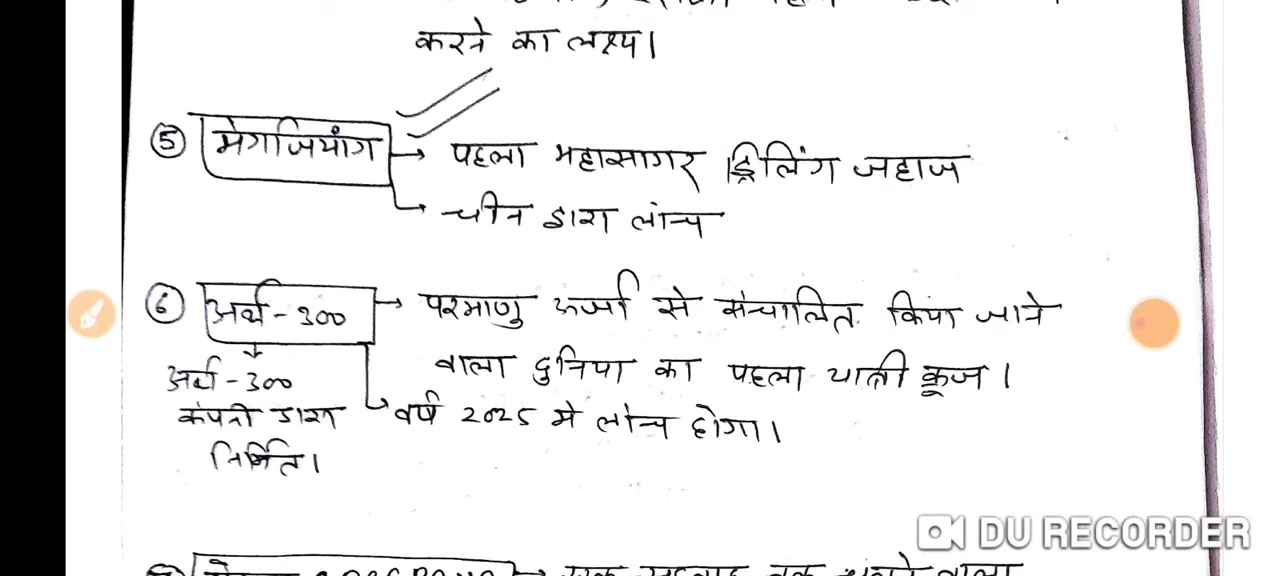 करने का लक्ष्य।
⑤ मेंगजियांग → पहला महासागर ड्रिलिंग जहाज
→ चीन द्वारा लांच
⑥ अर्थ - 300 → परमाणु ऊर्जा से संचालित किया जाने
वाला दुनिया का पहला यात्री क्रूज।
अर्थ - 300
कंपनी द्वारा
निर्मित।
→ वर्ष 2025 में लांच होगा।
DU RECORDER